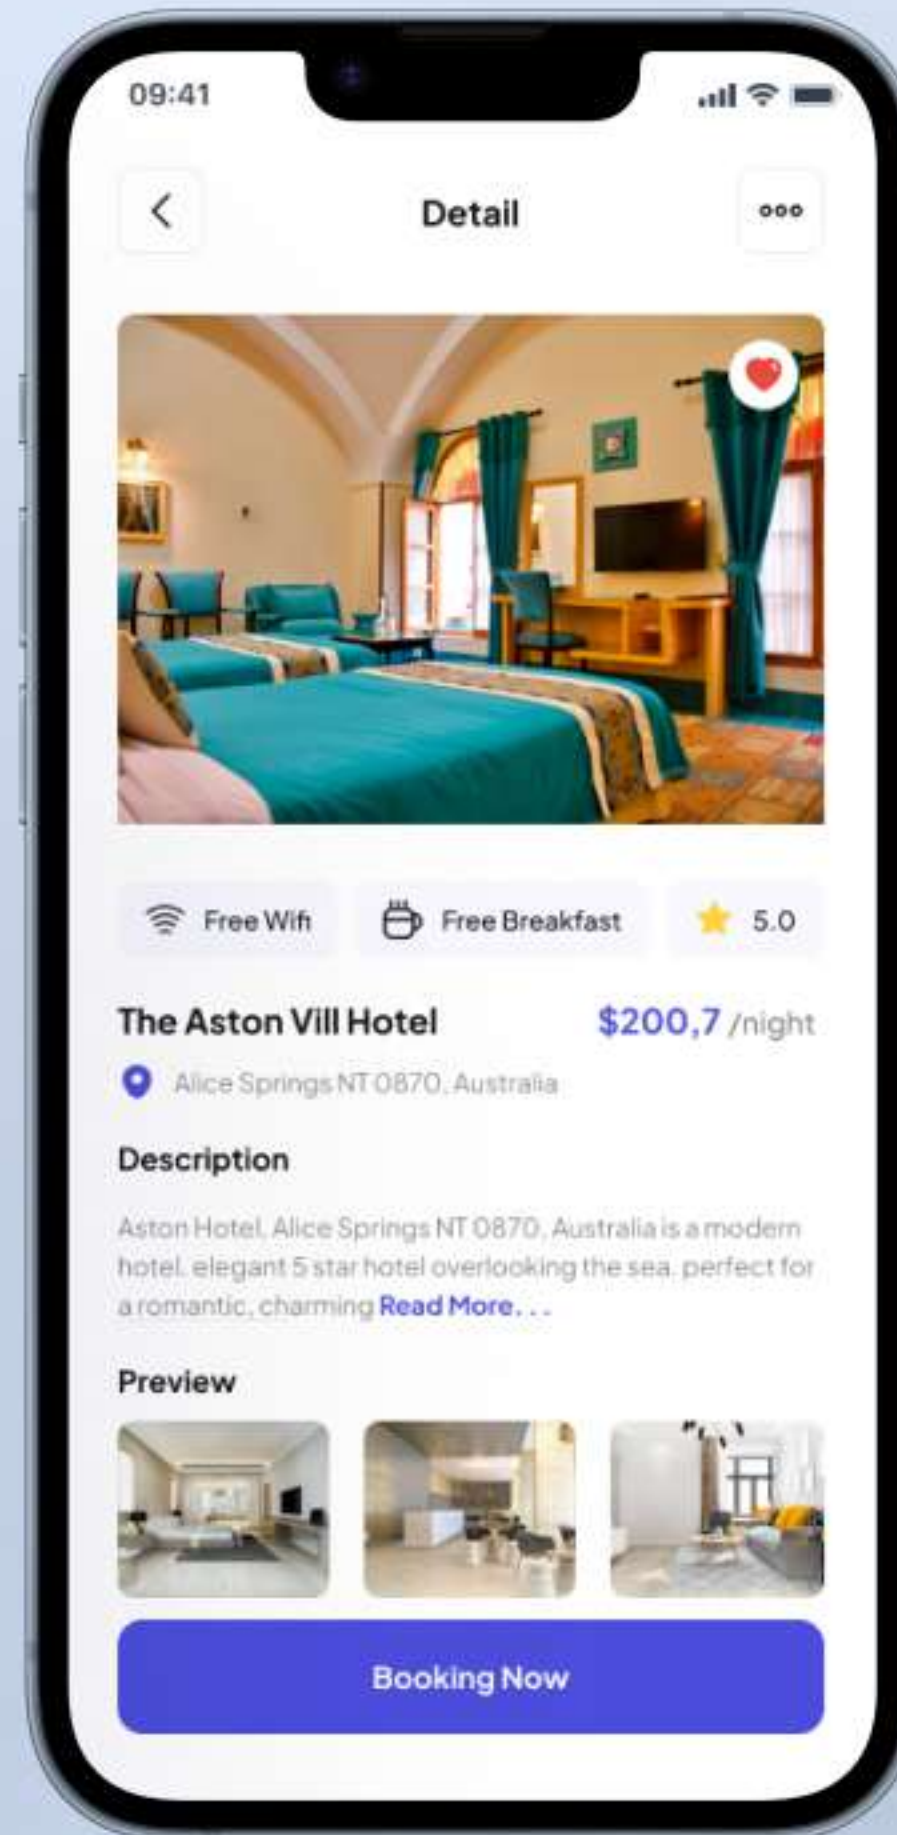 09:41
Detail
Free Wifi
Free Breakfast
5.0
The Aston Vill Hotel
$200,7 /night
Alice Springs NT 0870, Australia
Description
Aston Hotel, Alice Springs NT 0870, Australia is a modern
hotel. elegant 5 star hotel overlooking the sea. perfect for
a romantic, charming Read More. . .
Preview
Booking Now